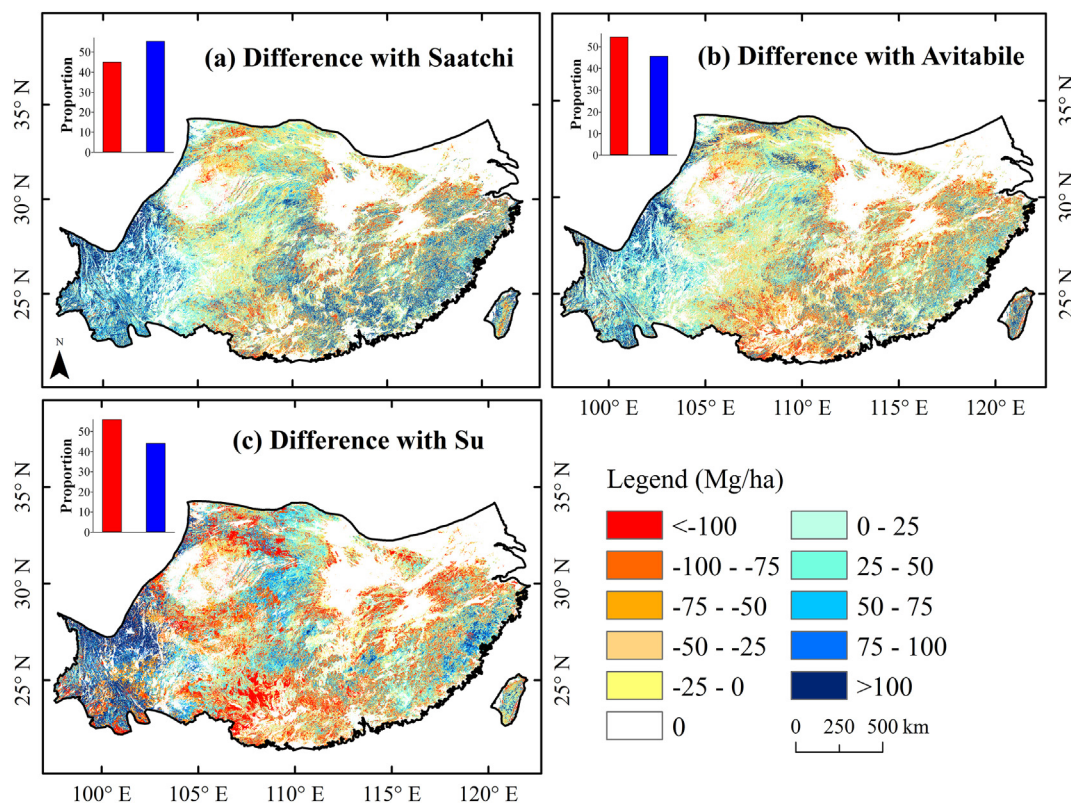 (a) Difference with Saatchi
Proportion
50
40
30
20
10
0
35° N
30° N
25° N
N
(b) Difference with Avitabile
Proportion
50
40
30
20
10
0
35° N
30° N
25° N
100° E 105° E 110° E 115° E 120° E
(c) Difference with Su
Proportion
50
40
30
20
10
0
35° N
30° N
25° N
35° N
30° N
25° N
100° E 105° E 110° E 115° E 120° E
Legend (Mg/ha)
<-100 0 - 25
-100 - -75 25 - 50
-75 - -50 50 - 75
-50 - -25 75 - 100
-25 - 0 >100
0 0 250 500 km